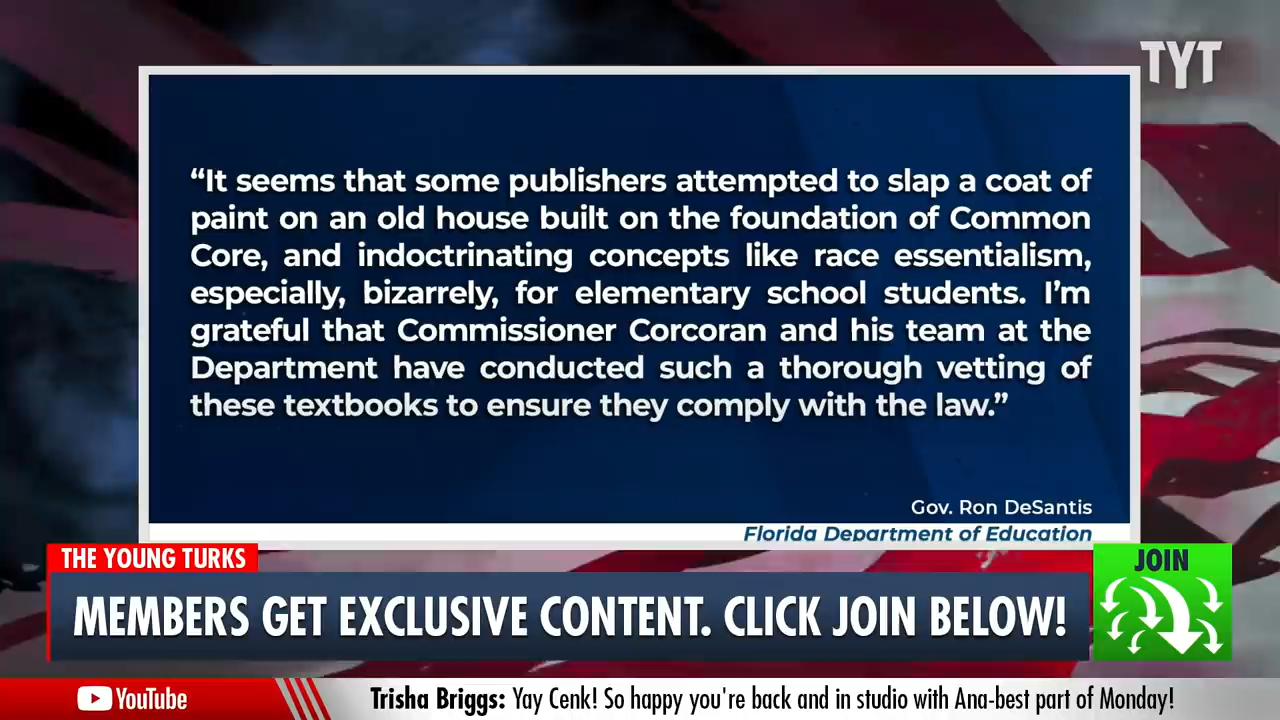 TYT
“It seems that some publishers attempted to slap a coat of
paint on an old house built on the foundation of Common
Core, and indoctrinating concepts like race essentialism,
especially, bizarrely, for elementary school students. I’m
grateful that Commissioner Corcoran and his team at the
Department have conducted such a thorough vetting of
these textbooks to ensure they comply with the law.”
Gov. Ron DeSantis
Florida Department of Education
THE YOUNG TURKS
JOIN
MEMBERS GET EXCLUSIVE CONTENT. CLICK JOIN BELOW!
YouTube
Trisha Briggs: Yay Cenk! So happy you're back and in studio with Ana-best part of Monday!